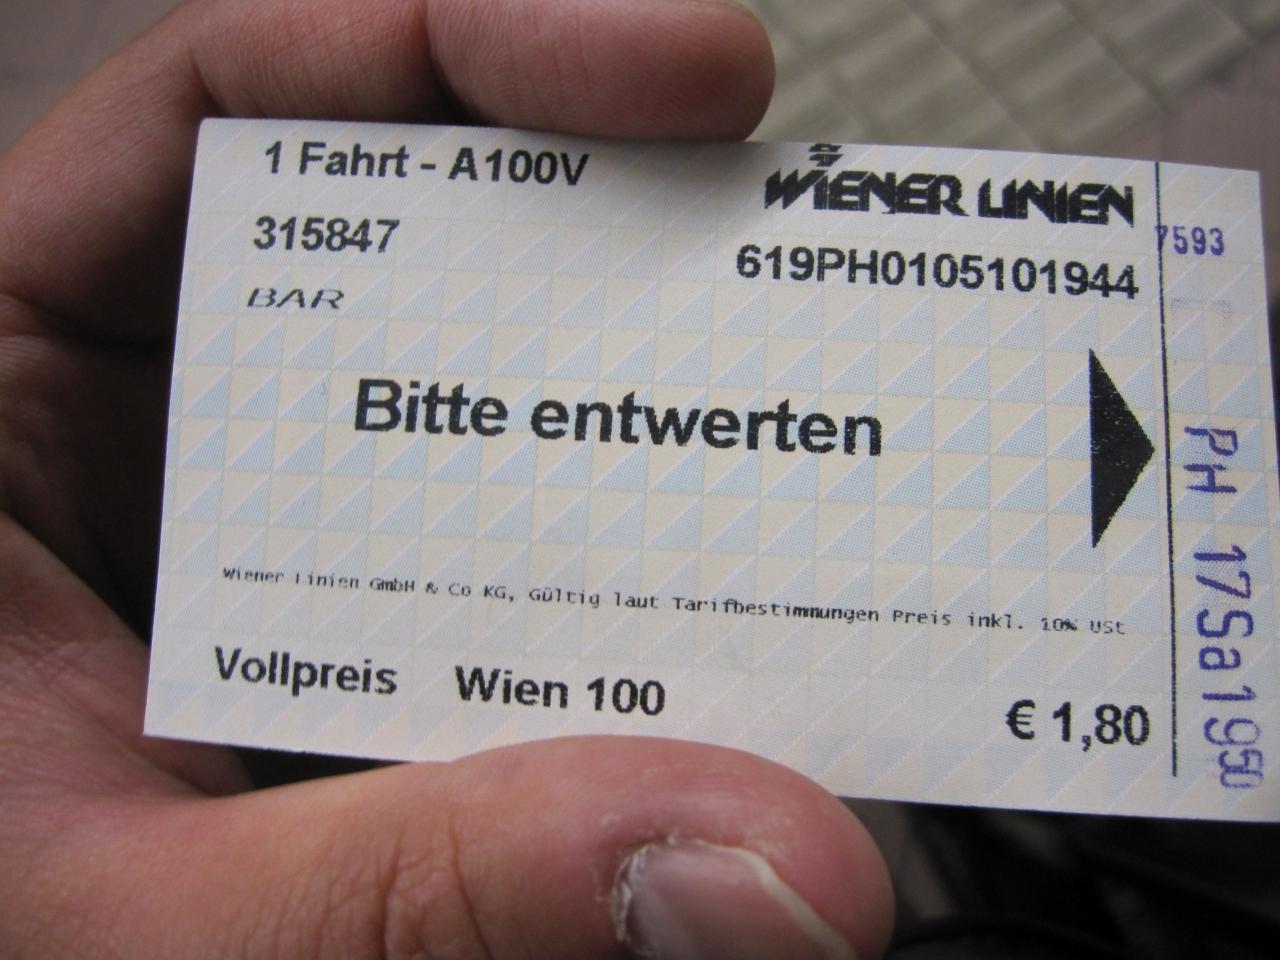 1 Fahrt - A100V
WIENER LINIEN
315847
619PH0105101944
BAR
Bitte entwerten
Wiener Linien GmbH & Co KG, Gültig laut Tarifbestimmungen Preis inkl. 10% USt
Vollpreis Wien 100
€ 1,80
7593
PH 17Sa1950